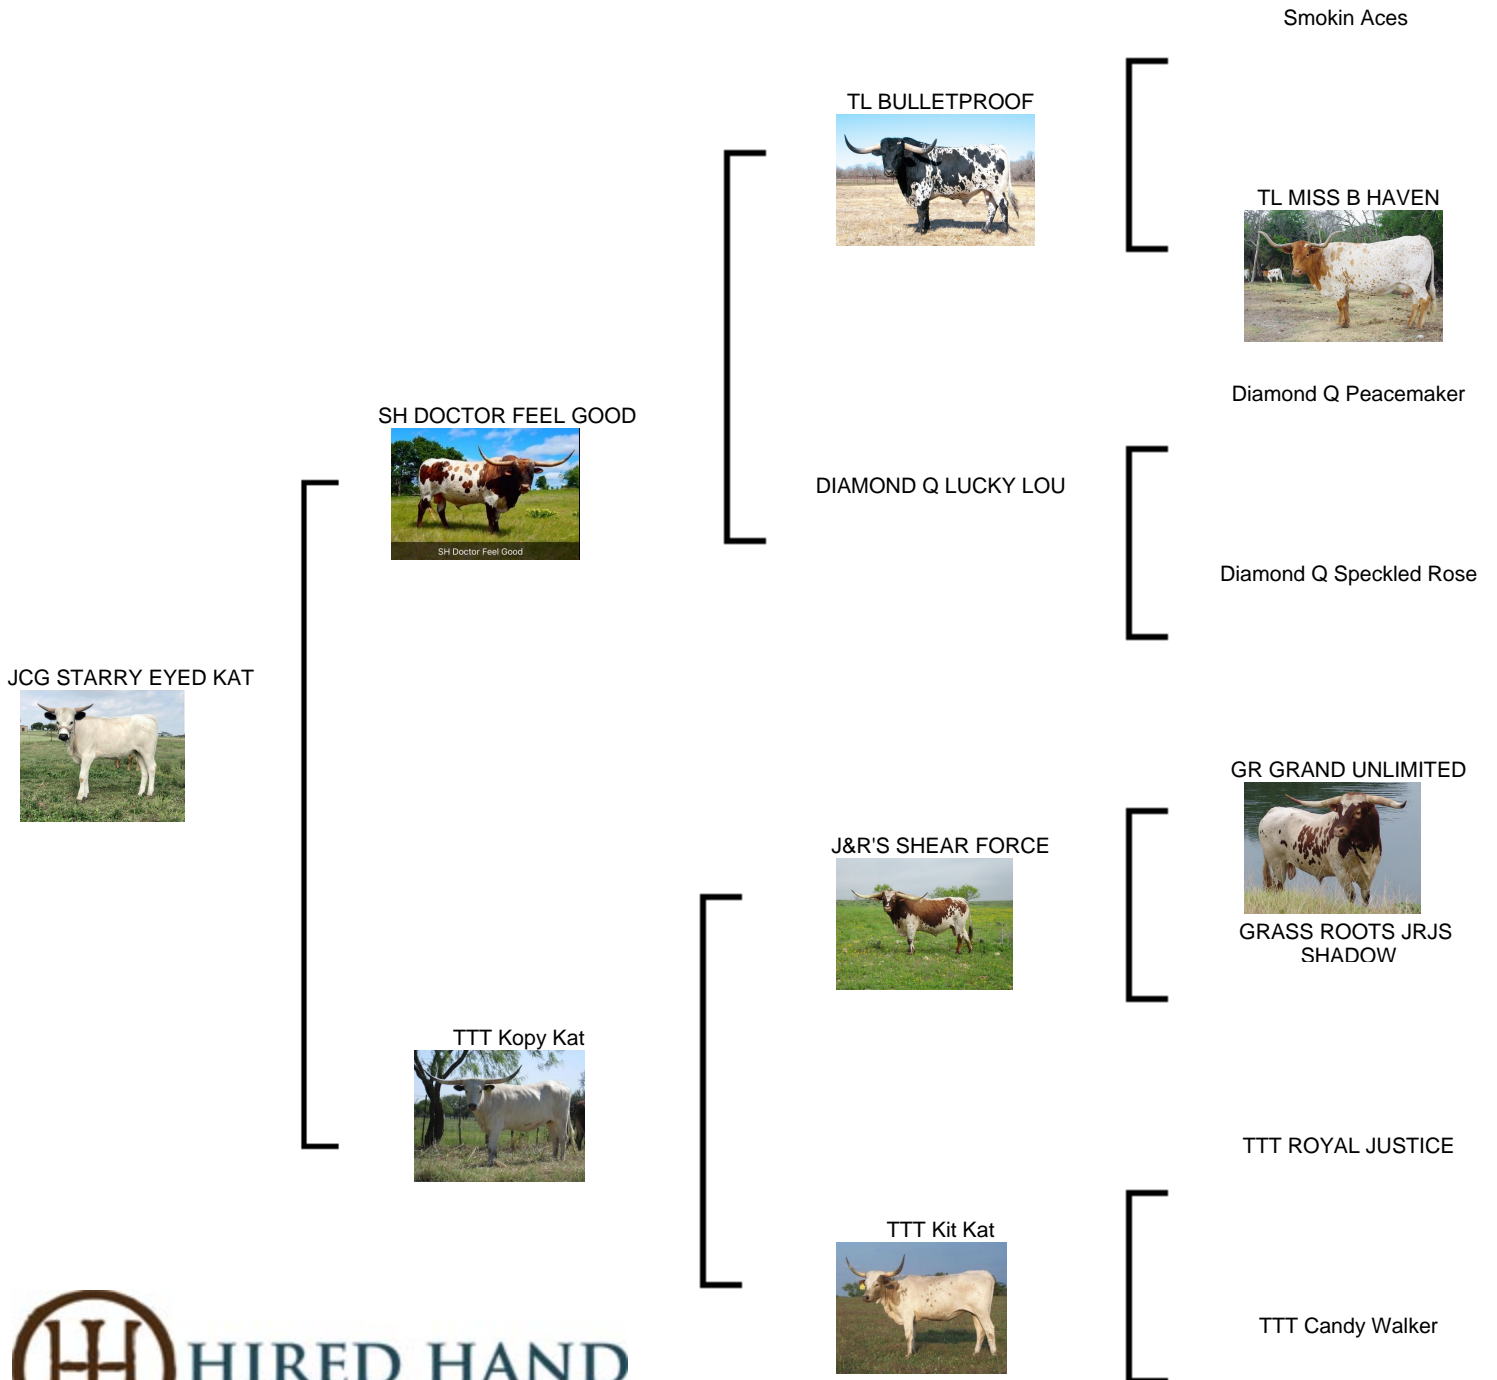 Smokin Aces
TL BULLETPROOF
TL MISS B HAVEN
Diamond Q Peacemaker
SH DOCTOR FEEL GOOD
SH Doctor Feel Good
DIAMOND Q LUCKY LOU
Diamond Q Speckled Rose
JCG STARRY EYED KAT
GR GRAND UNLIMITED
J&R'S SHEAR FORCE
GRASS ROOTS JRJS
SHADOW
TTT Kopy Kat
TTT ROYAL JUSTICE
TTT Kit Kat
TTT Candy Walker
HIRED HAND